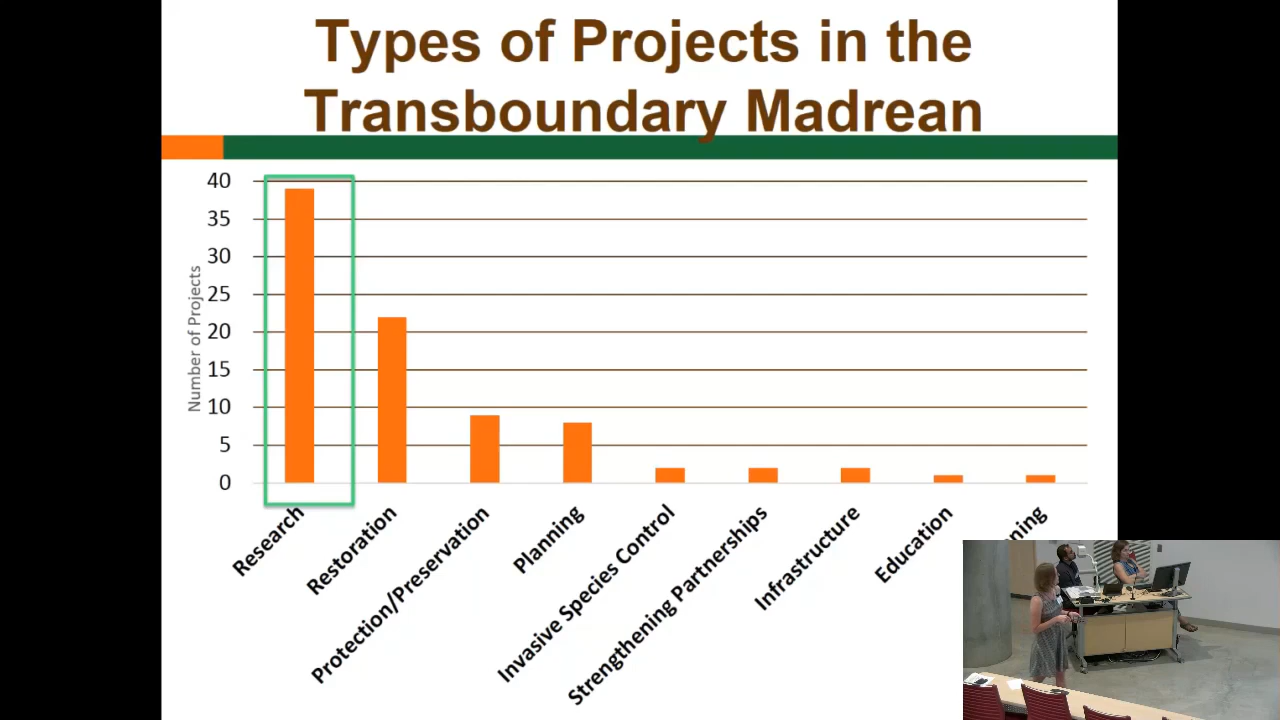 Types of Projects in the
Transboundary Madrean
40
35
30
25
20
15
10
5
0
Number of Projects
Research
Restoration
Protection/Preservation
Planning
Invasive Species Control
Strengthening Partnerships
Infrastructure
Education